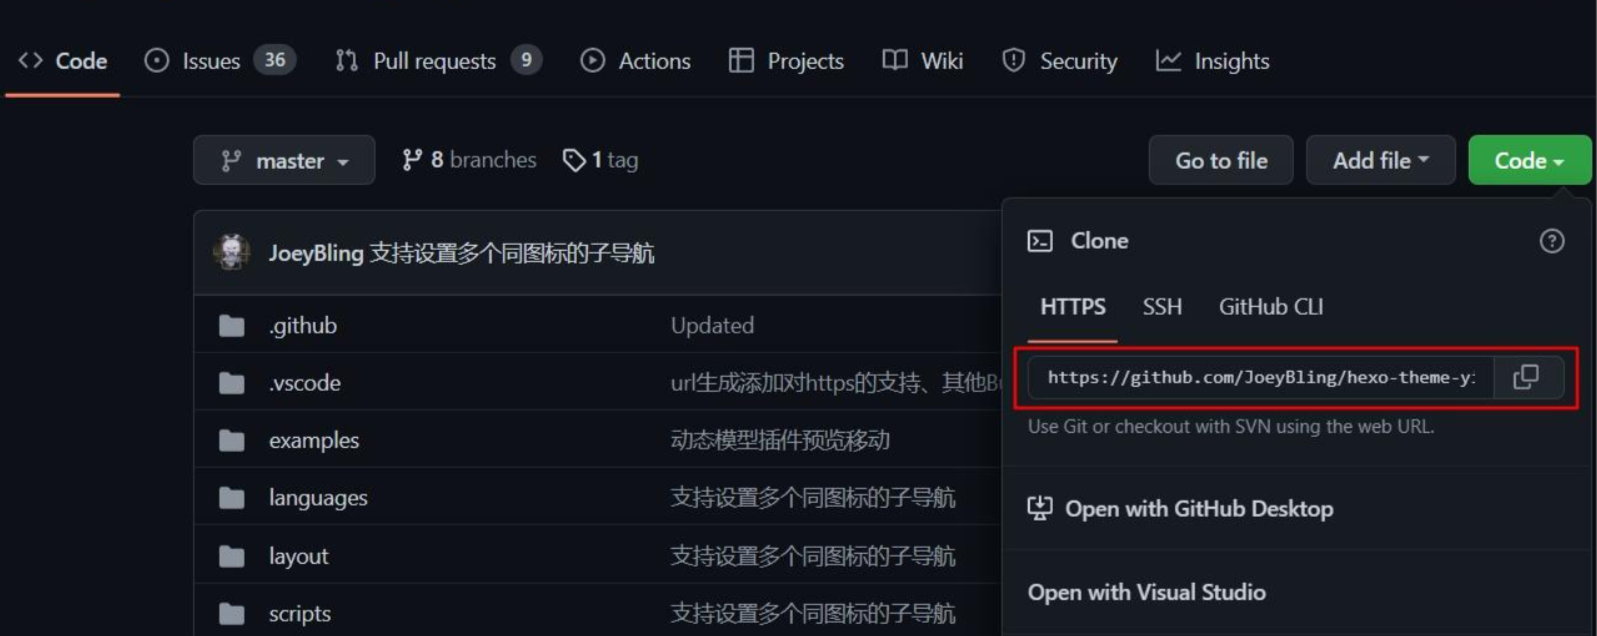 <> Code Issues 36 Pull requests 9 Actions Projects Wiki Security Insights
master 8 branches 1 tag Go to file Add file Code
JoeyBling 支持设置多个同图标的子导航
.github Updated
.vscode url生成添加对https的支持、其他
examples 动态模型插件预览移动
languages 支持设置多个同图标的子导航
layout 支持设置多个同图标的子导航
scripts 支持设置多个同图标的子导航
Clone
HTTPS SSH GitHub CLI
https://github.com/JoeyBling/hexo-theme-y
Use Git or checkout with SVN using the web URL.
Open with GitHub Desktop
Open with Visual Studio